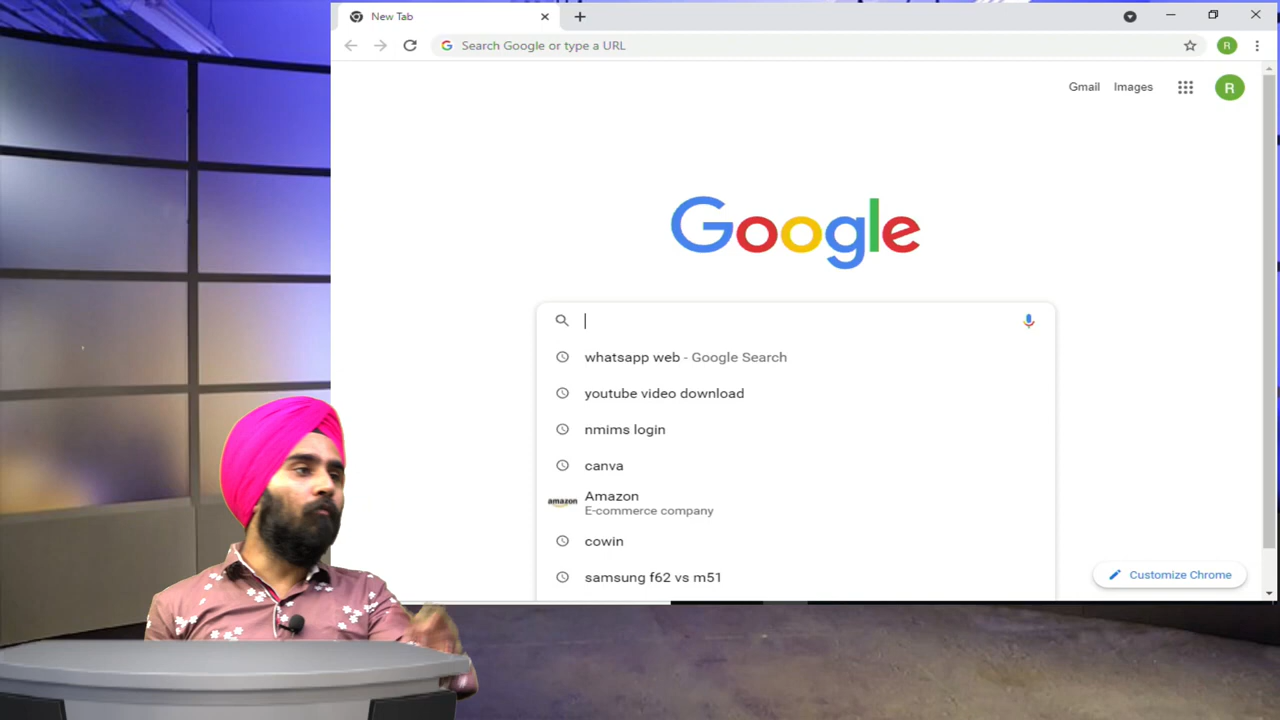 New Tab
Search Google or type a URL
R
Gmail
Images
R
Google
whatsapp web - Google Search
youtube video download
nmims login
canva
amazon
Amazon
E-commerce company
cowin
samsung f62 vs m51
Customize Chrome